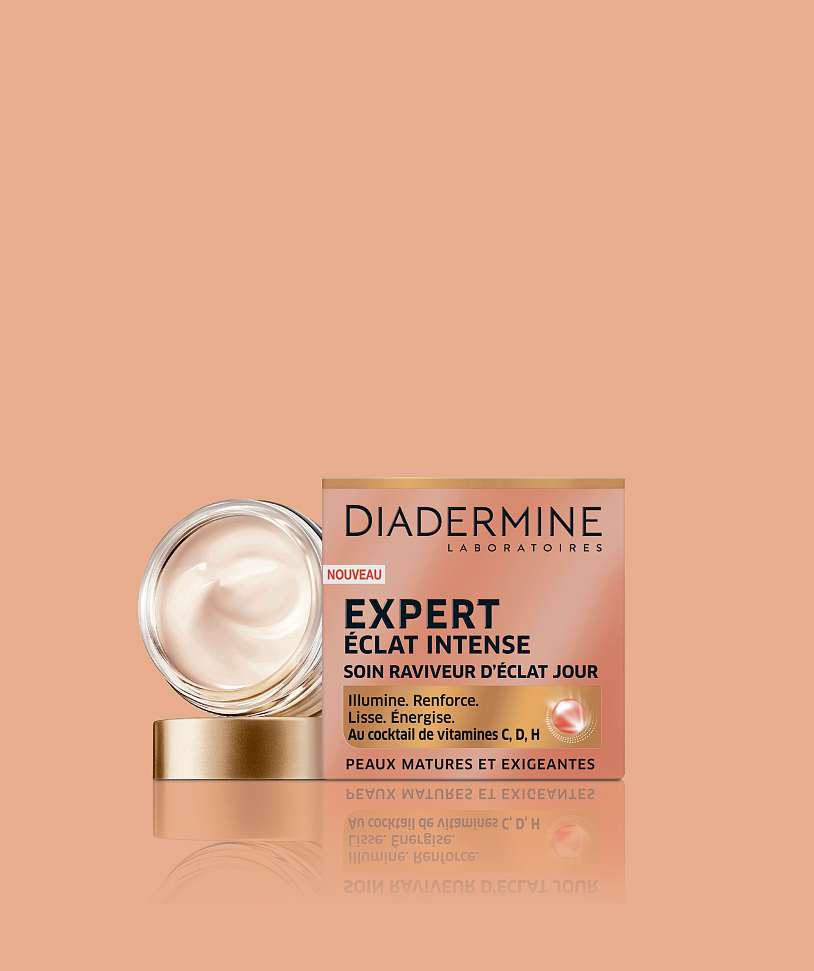 DIADERMINE
LABORATOIRES
NOUVEAU
EXPERT
ÉCLAT INTENSE
SOIN RAVIVEUR D'ÉCLAT JOUR
Illumine. Renforce.
Lisse. Énergise.
Au cocktail de vitamines C, D, H
PEAUX MATURES ET EXIGEANTES